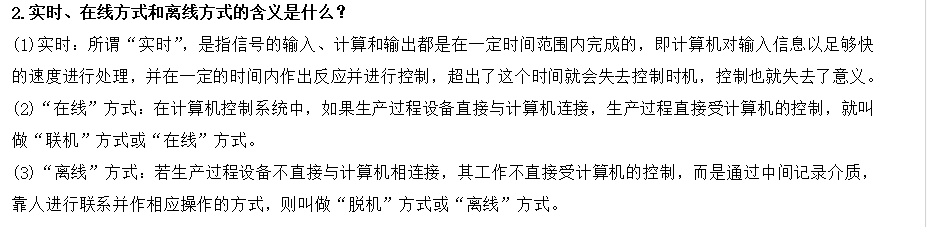 2.实时、在线方式和离线方式的含义是什么？
(1)实时：所谓“实时”，是指信号的输入、计算和输出都是在一定时间范围内完成的，即计算机对输入信息以足够快
的速度进行处理，并在一定的时间内作出反应并进行控制，超出了这个时间就会失去控制时机，控制也就失去了意义。
(2)“在线”方式：在计算机控制系统中，如果生产过程设备直接与计算机连接，生产过程直接受计算机的控制，就叫
做“联机”方式或“在线”方式。
(3)“离线”方式：若生产过程设备不直接与计算机相连接，其工作不直接受计算机的控制，而是通过中间记录介质，
靠人进行联系并作相应操作的方式，则叫做“脱机”方式或“离线”方式。